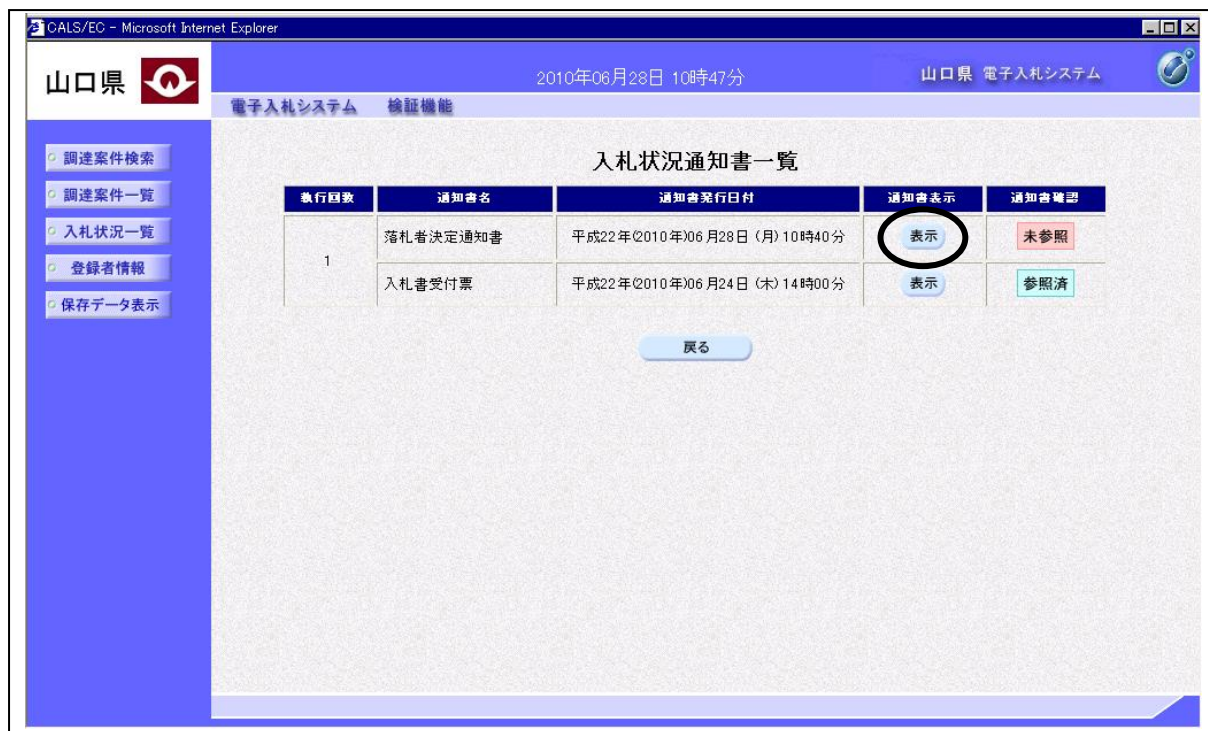 CALS/EC - Microsoft Internet Explorer
山口県
2010年06月28日 10時47分
山口県 電子入札システム
電子入札システム 検証機能
調達案件検索
調達案件一覧
入札状況一覧
登録者情報
保存データ表示
入札状況通知書一覧
執行回数 通知書名 通知書発行日付 通知書表示 通知書確認
1
落札者決定通知書 平成22年(2010年)06月28日 (月) 10時40分 表示 未参照
入札書受付票 平成22年(2010年)06月24日 (木) 14時00分 表示 参照済
戻る